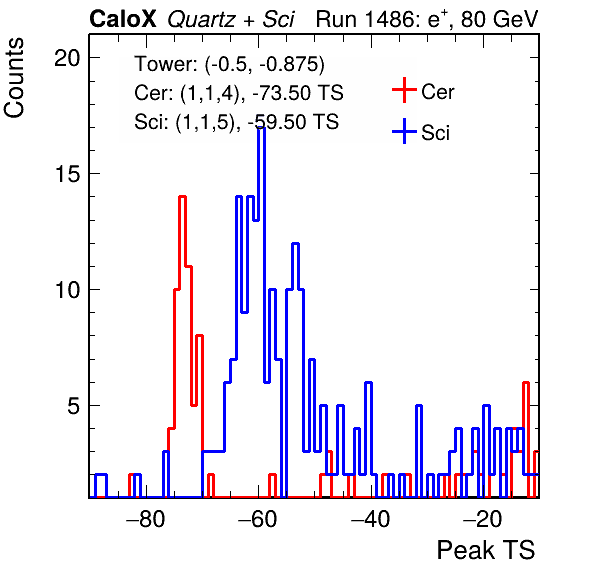 CaloX Quartz + Sci Run 1486: e+, 80 GeV
Counts
Tower: (-0.5, -0.875)
Cer: (1,1,4), -73.50 TS
Sci: (1,1,5), -59.50 TS
Cer
Sci
20
15
10
5
−80 −60 −40 −20
Peak TS